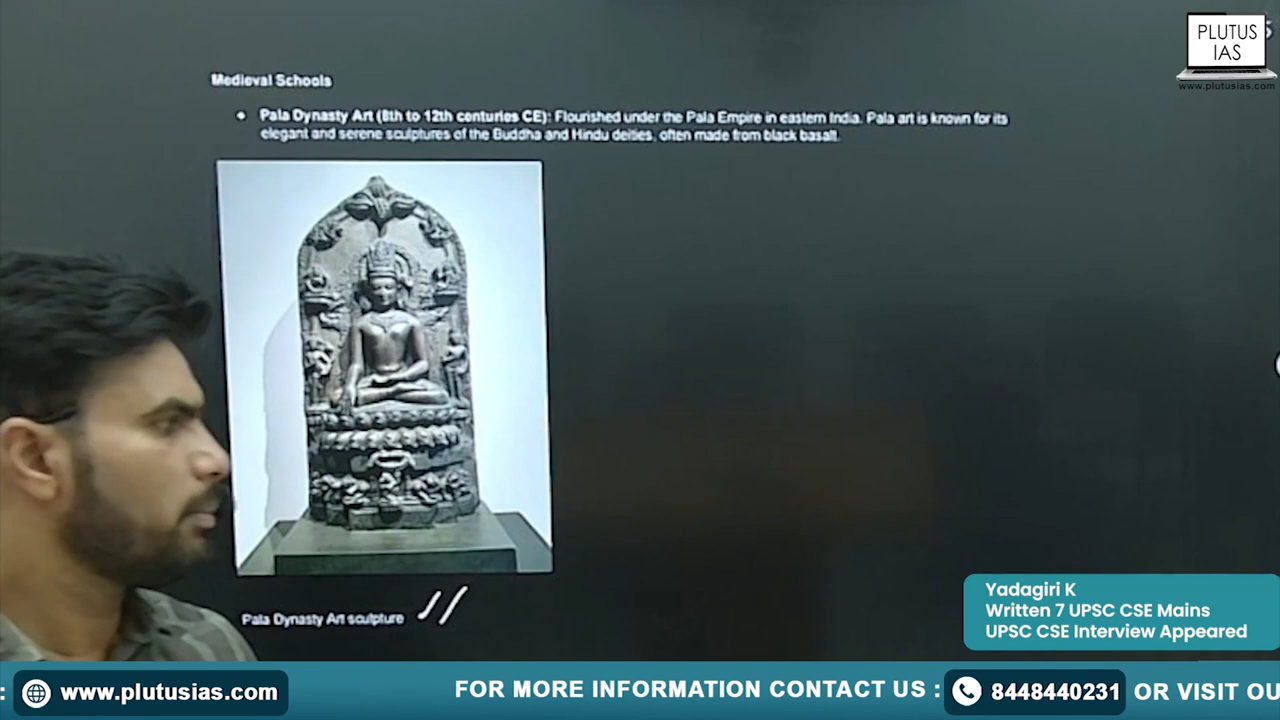 PLUTUS
IAS
www.plutusias.com
Medieval Schools
Pala Dynasty Art (8th to 12th centuries CE): Flourished under the Pala Empire in eastern India. Pala art is known for its
elegant and serene sculptures of the Buddha and Hindu deities, often made from black basalt.
Pala Dynasty Art sculpture
Yadagiri K
Written 7 UPSC CSE Mains
UPSC CSE Interview Appeared
: www.plutusias.com FOR MORE INFORMATION CONTACT US : 8448440231 OR VISIT OU